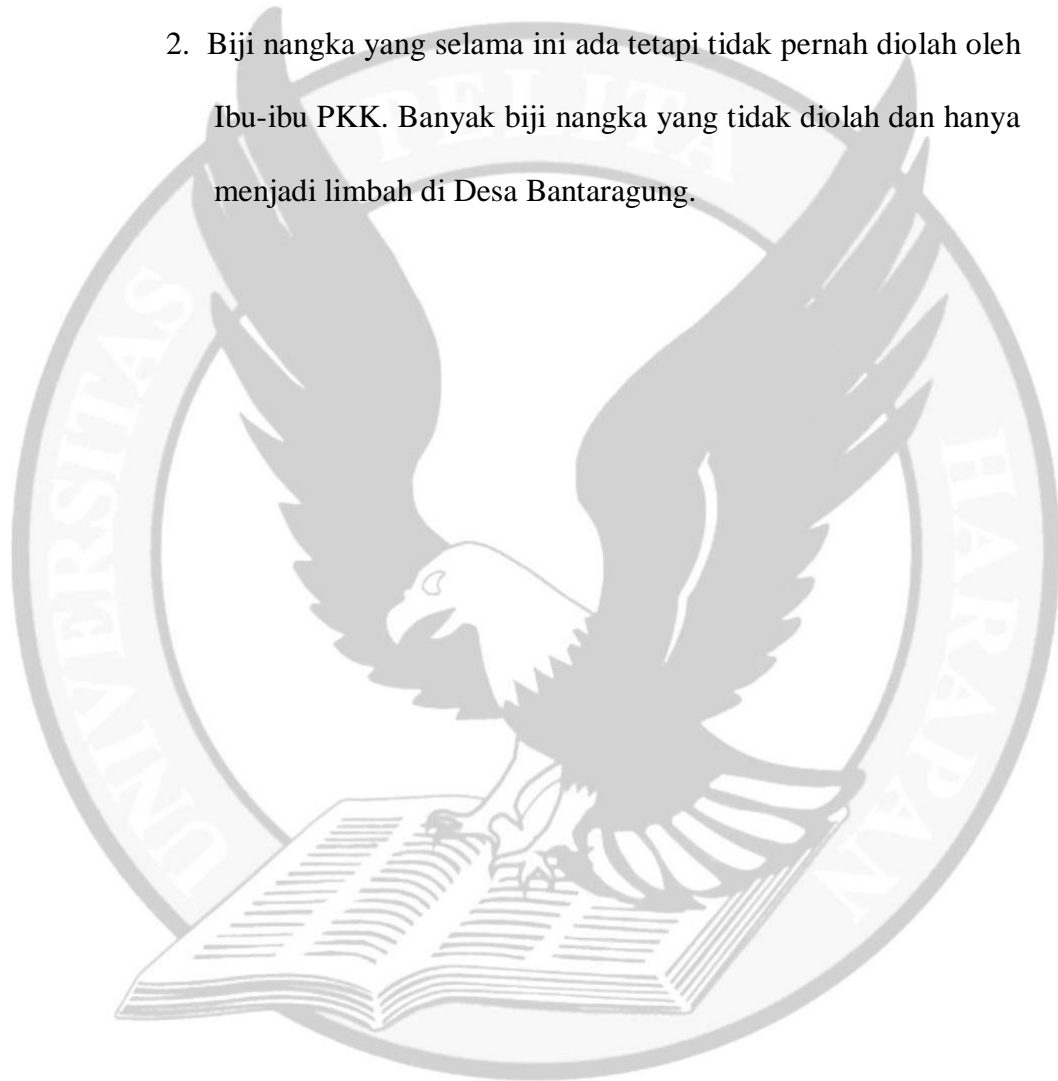 2. Biji nangka yang selama ini ada tetapi tidak pernah diolah oleh
Ibu-ibu PKK. Banyak biji nangka yang tidak diolah dan hanya
menjadi limbah di Desa Bantaragung.
UNIVERSITAS PELITA HARAPAN